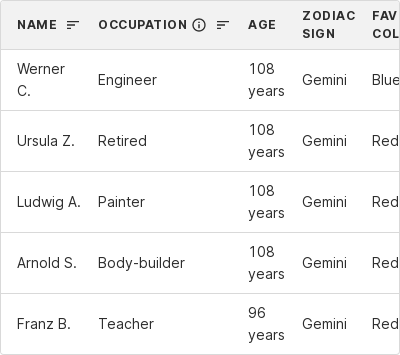 NAME OCCUPATION AGE ZODIAC SIGN FAV COL
Werner C. Engineer 108 years Gemini Blue
Ursula Z. Retired 108 years Gemini Red
Ludwig A. Painter 108 years Gemini Red
Arnold S. Body-builder 108 years Gemini Red
Franz B. Teacher 96 years Gemini Red